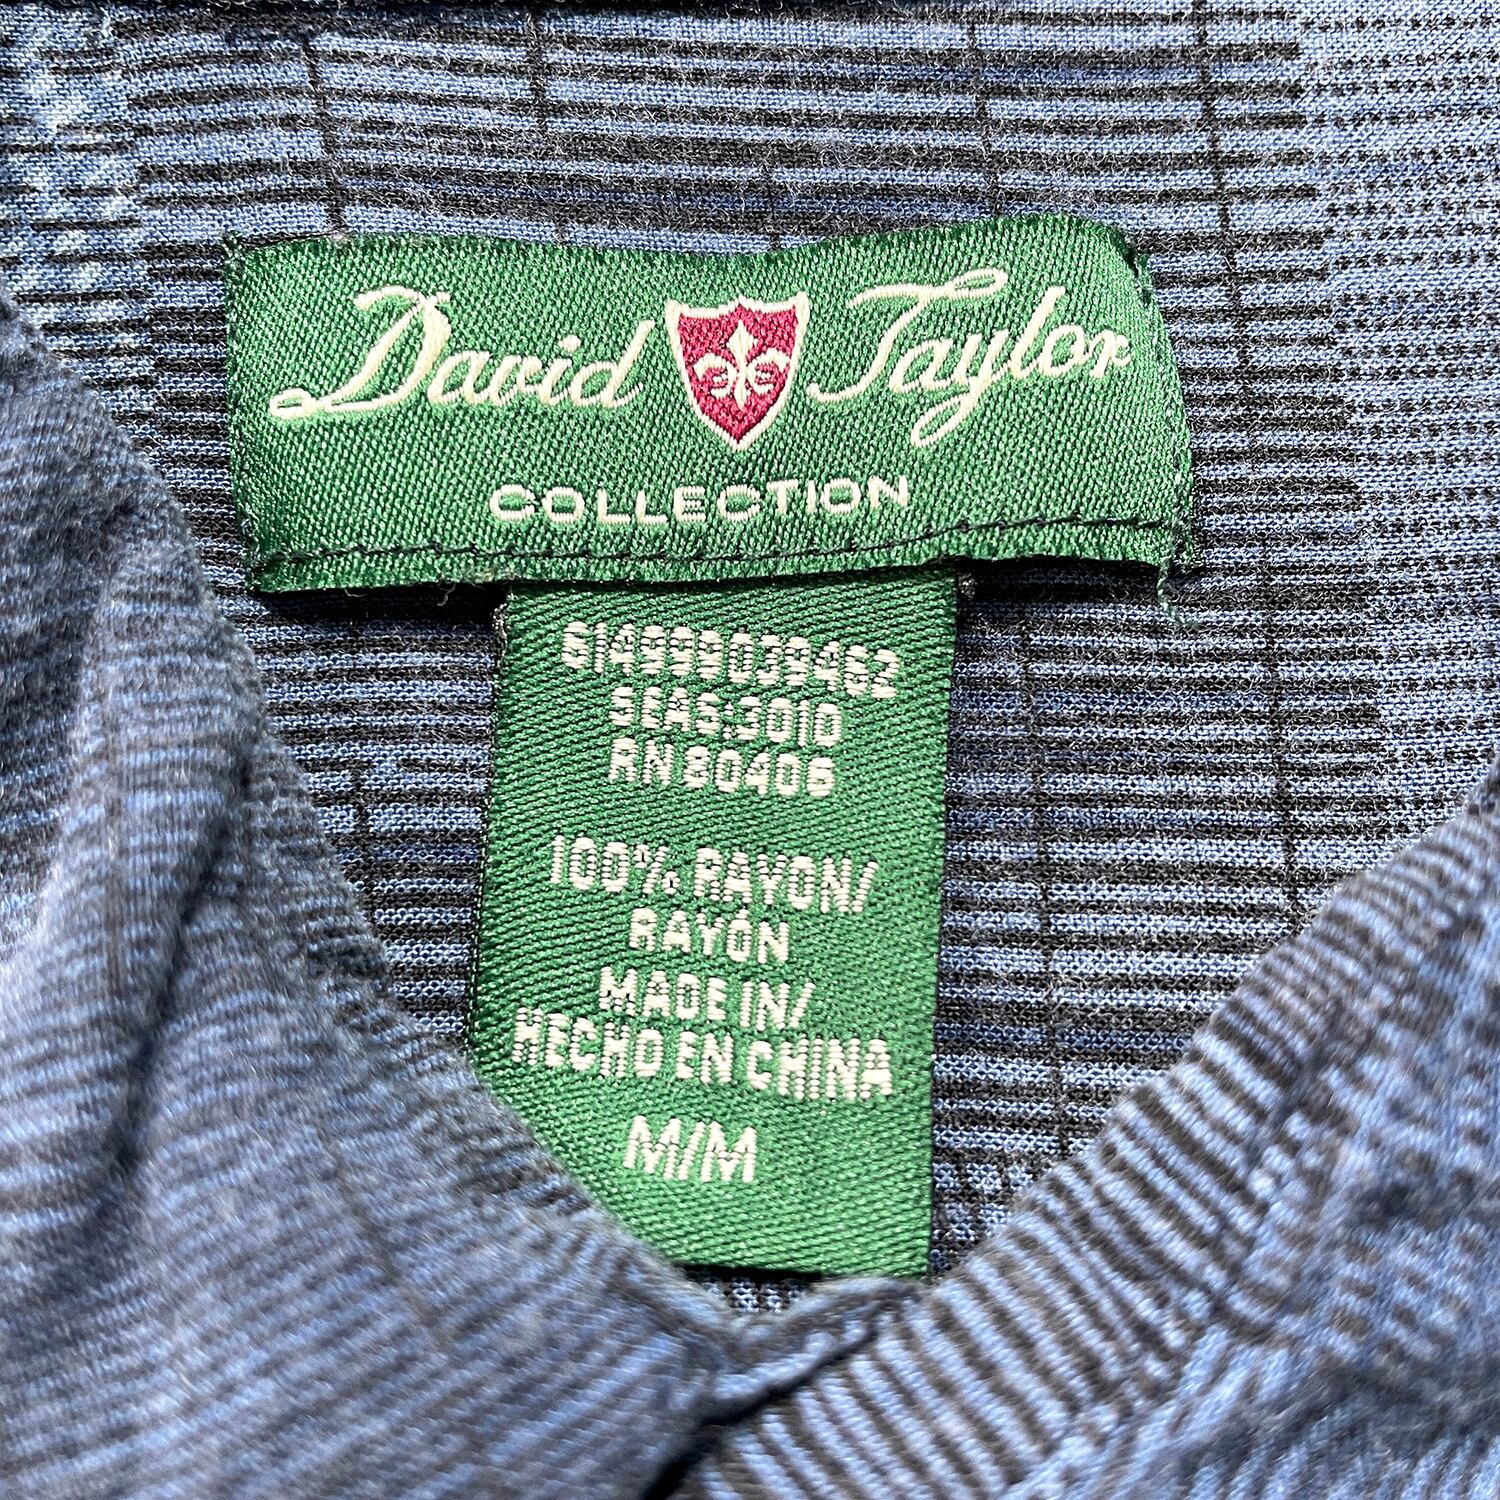 David Taylor
COLLECTION
614999039462
SEAS:3010
RN 80406
100% RAYON/
RAYÓN
MADE IN/
HECHO EN CHINA
M/M